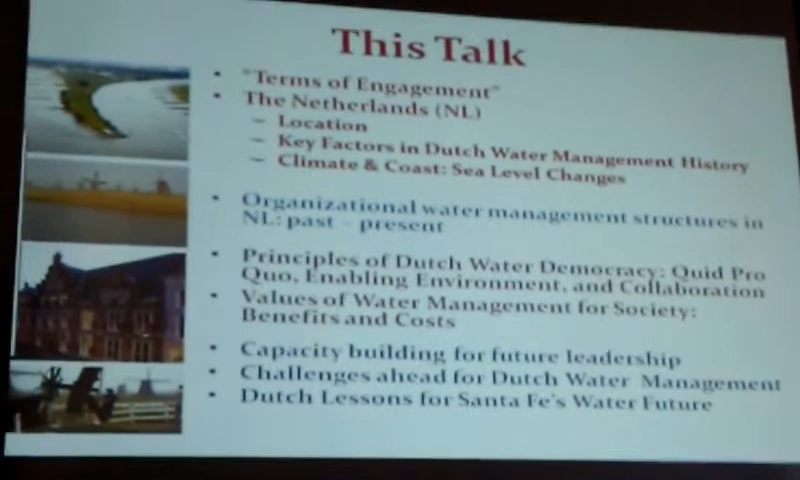 This Talk
• "Terms of Engagement"
• The Netherlands (NL)
– Location
– Key Factors in Dutch Water Management History
– Climate & Coast: Sea Level Changes
• Organizational water management structures in
NL: past – present
• Principles of Dutch Water Democracy: Quid Pro
Quo, Enabling Environment, and Collaboration
• Values of Water Management for Society:
Benefits and Costs
• Capacity building for future leadership
• Challenges ahead for Dutch Water Management
• Dutch Lessons for Santa Fe's Water Future